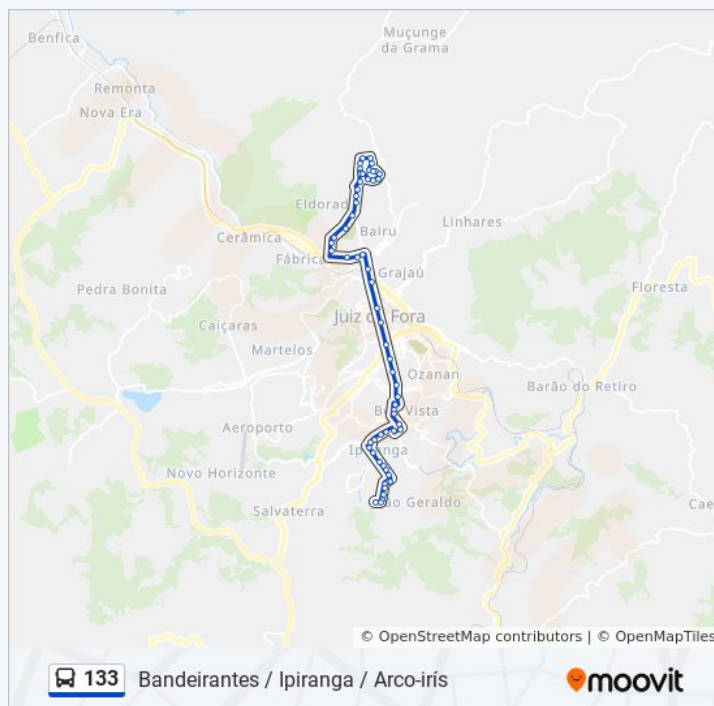 Muçunge
da Grama
Benfica
Remonta
Nova Era
Eldorad
Bairu
Linhares
Cerâmica
Fábrica
Grajaú
Floresta
Pedra Bonita
Juiz de Fora
Caiçaras
Martelos
Ozanan
Barão do Retiro
Vista
Aeroporto
Ipiranga
Novo Horizonte
Cae
Salvaterra
ão Geraldo
© OpenStreetMap contributors | © OpenMapTiles
133 Bandeirantes / Ipiranga / Arco-irís
moovit